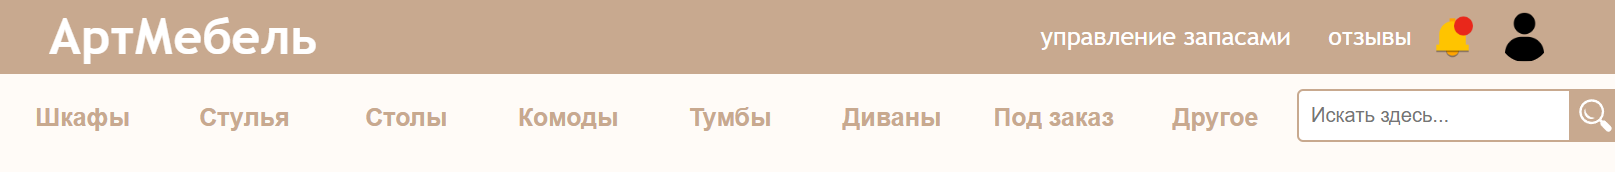 АртМебель управление запасами отзывы
Шкафы Стулья Столы Комоды Тумбы Диваны Под заказ Другое Искать здесь...